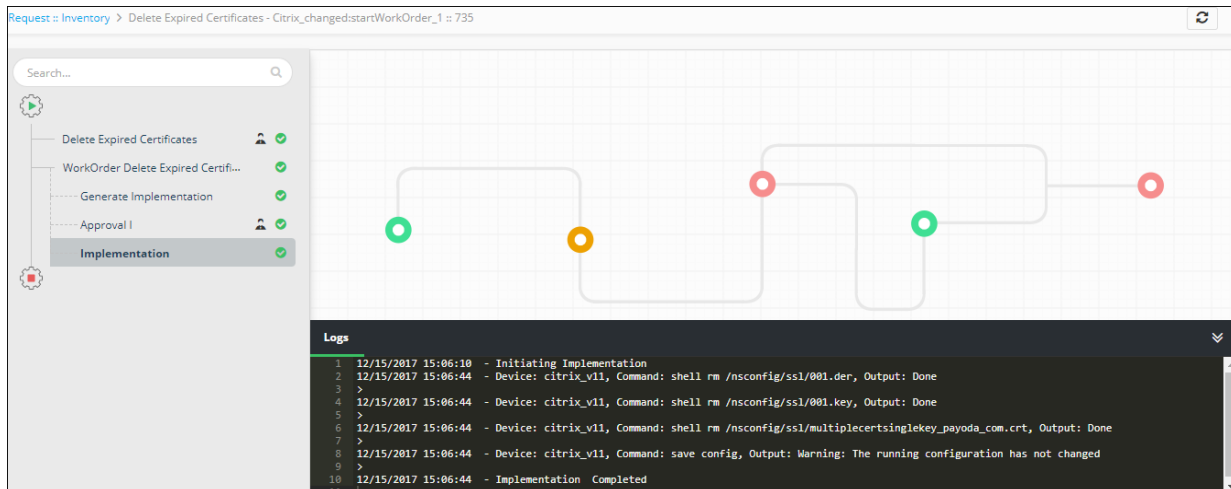 Request :: Inventory > Delete Expired Certificates - Citrix_changed:startWorkOrder_1 :: 735
Search...
Delete Expired Certificates
WorkOrder Delete Expired Certifi...
Generate Implementation
Approval I
Implementation
Logs
1 12/15/2017 15:06:10 - Initiating Implementation
2 12/15/2017 15:06:44 - Device: citrix_v11, Command: shell rm /nsconfig/ssl/001.der, Output: Done
3 >
4 12/15/2017 15:06:44 - Device: citrix_v11, Command: shell rm /nsconfig/ssl/001.key, Output: Done
5 >
6 12/15/2017 15:06:44 - Device: citrix_v11, Command: shell rm /nsconfig/ssl/multiplecertsinglekey_payoda_com.crt, Output: Done
7 >
8 12/15/2017 15:06:44 - Device: citrix_v11, Command: save config, Output: Warning: The running configuration has not changed
9 >
10 12/15/2017 15:06:44 - Implementation Completed